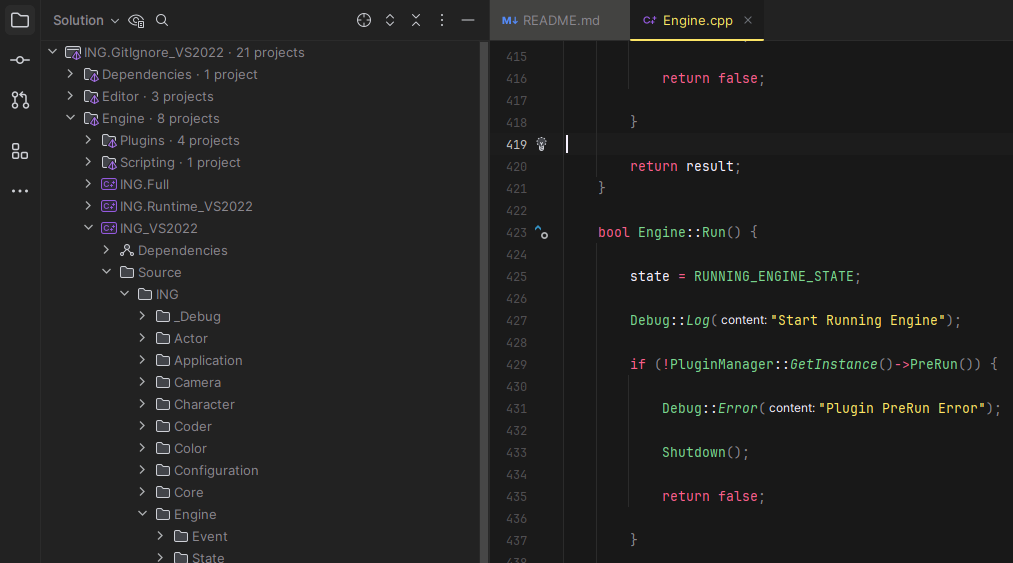 Solution
ING.GitIgnore_VS2022 · 21 projects
Dependencies · 1 project
Editor · 3 projects
Engine · 8 projects
Plugins · 4 projects
Scripting · 1 project
ING.Full
ING.Runtime_VS2022
ING_VS2022
Dependencies
Source
ING
_Debug
Actor
Application
Camera
Character
Coder
Color
Configuration
Core
Engine
Event
State
README.md
Engine.cpp
415
416 return false;
417
418 }
419
420 return result;
421 }
422
423 bool Engine::Run() {
424
425 state = RUNNING_ENGINE_STATE;
426
427 Debug::Log( content: "Start Running Engine");
428
429 if (!PluginManager::GetInstance()->PreRun()) {
430
431 Debug::Error( content: "Plugin PreRun Error");
432
433 Shutdown();
434
435 return false;
436
437 }
438